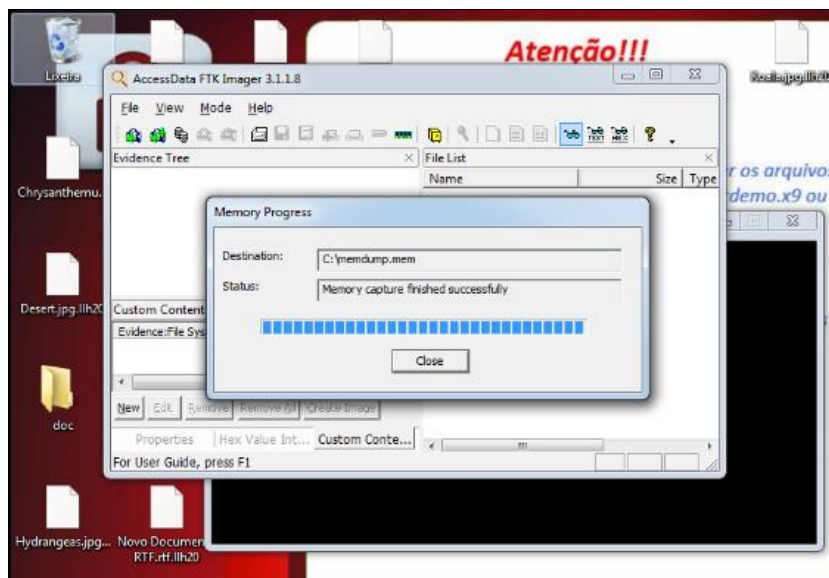 Atenção!!!
Lixeira
AccessData FTK Imager 3.1.1.8
File View Mode Help
Evidence Tree
File List
Name Size Type
r os arquivos
demo.x9 ou
Chrysanthemu.
Memory Progress
Destination: C:\memdump.mem
Status: Memory capture finished successfully
Close
Desert.jpg.llh20
Custom Content
Evidence:File Sys
New Edit Remove Remove All Create Image
doc
Properties Hex Value Int... Custom Conte...
For User Guide, press F1
Hydrangeas.jpg...
Novo Documen
RTF.rtf.llh20